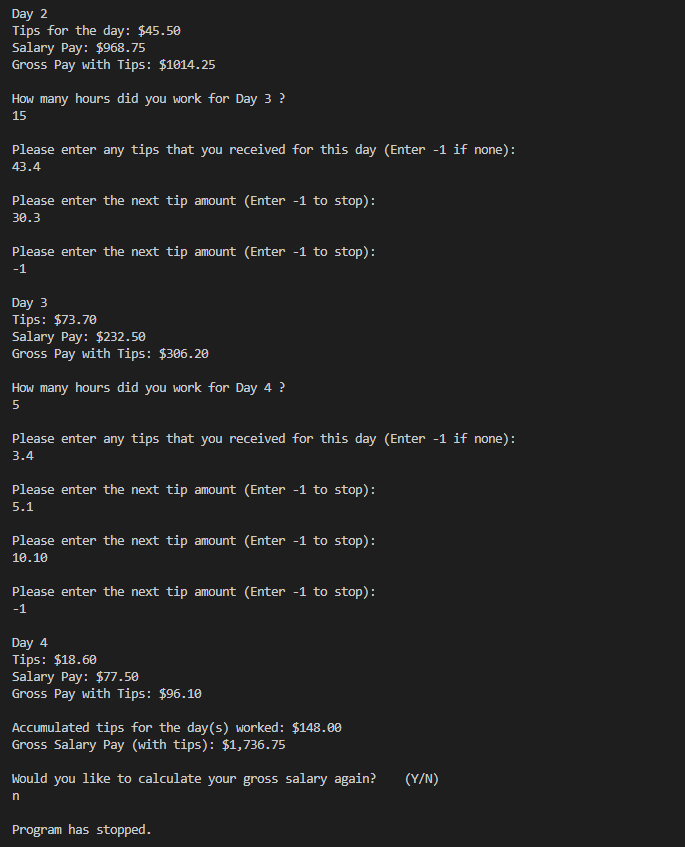 Day 2
Tips for the day: $45.50
Salary Pay: $968.75
Gross Pay with Tips: $1014.25
How many hours did you work for Day 3 ?
15
Please enter any tips that you received for this day (Enter -1 if none):
43.4
Please enter the next tip amount (Enter -1 to stop):
30.3
Please enter the next tip amount (Enter -1 to stop):
-1
Day 3
Tips: $73.70
Salary Pay: $232.50
Gross Pay with Tips: $306.20
How many hours did you work for Day 4 ?
5
Please enter any tips that you received for this day (Enter -1 if none):
3.4
Please enter the next tip amount (Enter -1 to stop):
5.1
Please enter the next tip amount (Enter -1 to stop):
10.10
Please enter the next tip amount (Enter -1 to stop):
-1
Day 4
Tips: $18.60
Salary Pay: $77.50
Gross Pay with Tips: $96.10
Accumulated tips for the day(s) worked: $148.00
Gross Salary Pay (with tips): $1,736.75
Would you like to calculate your gross salary again?    (Y/N)
n
Program has stopped.